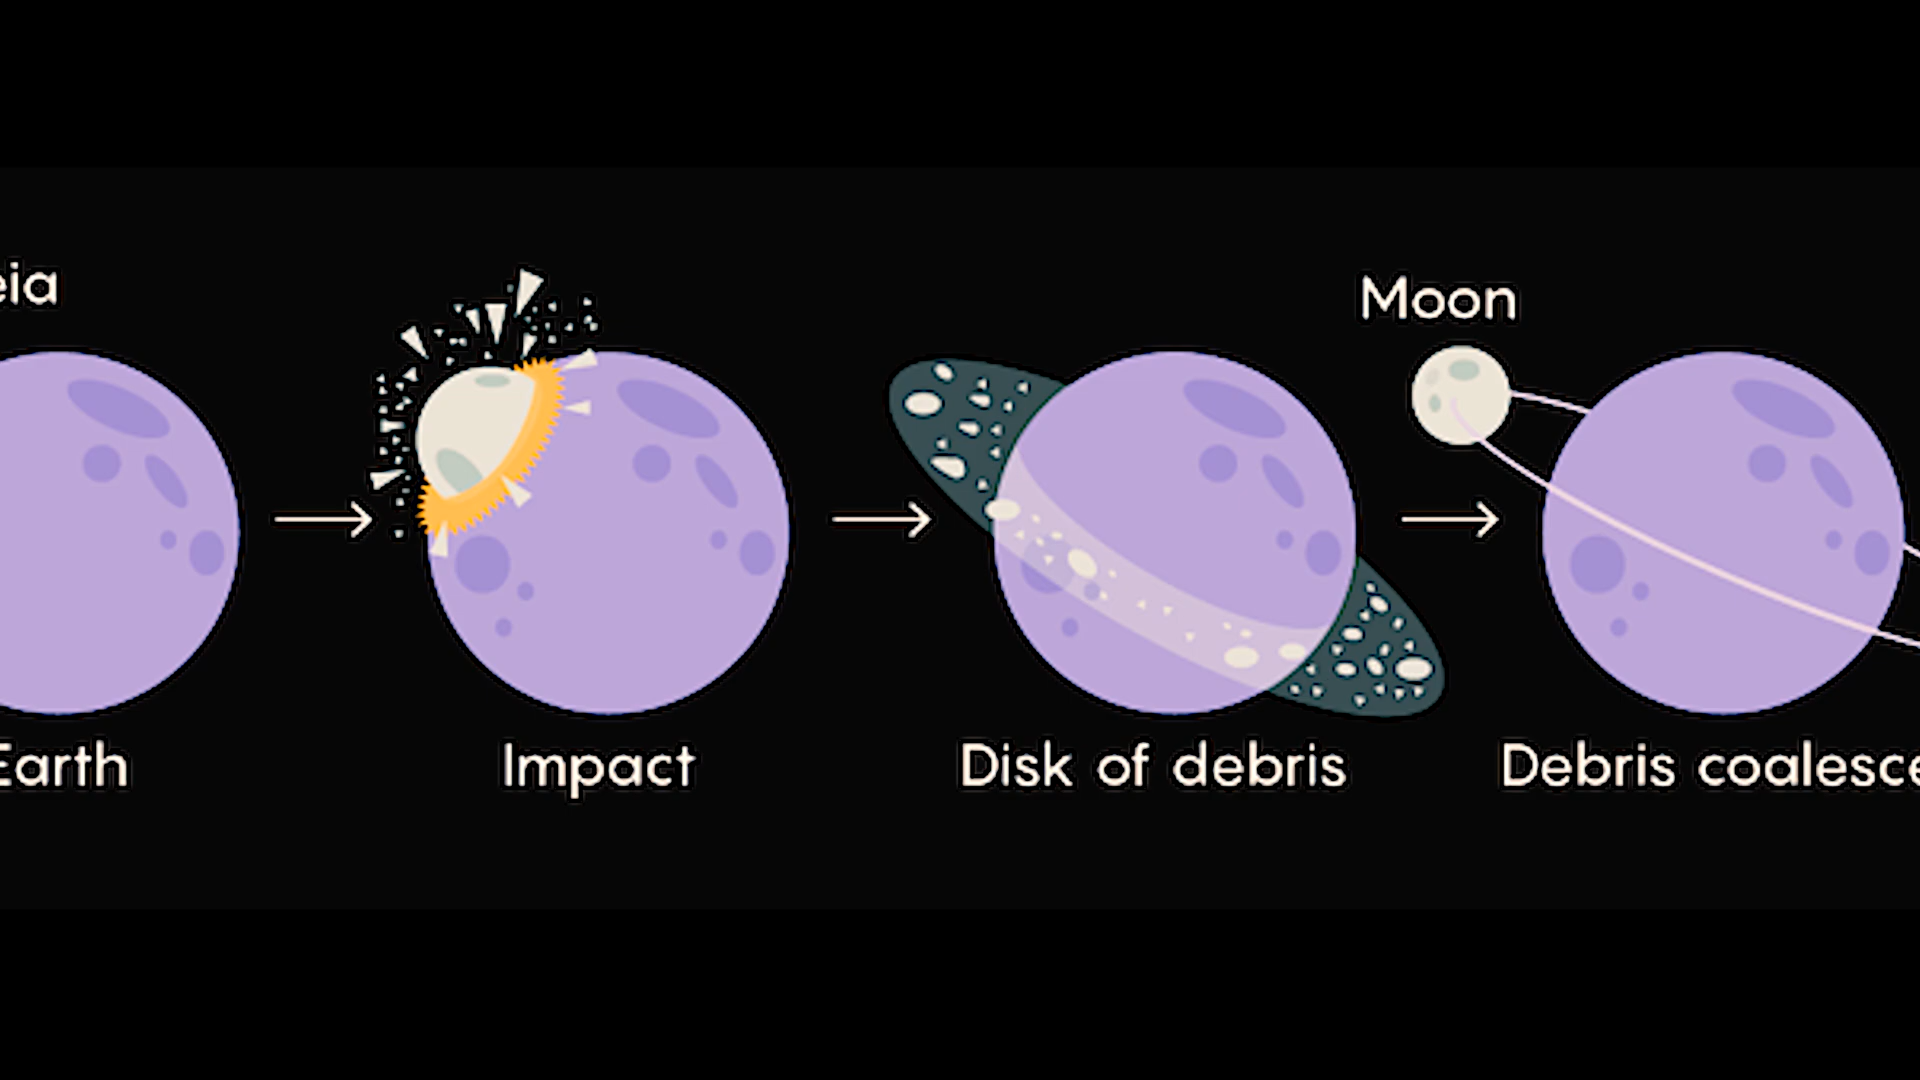 eia
Moon
Earth
Impact
Disk of debris
Debris coalesce